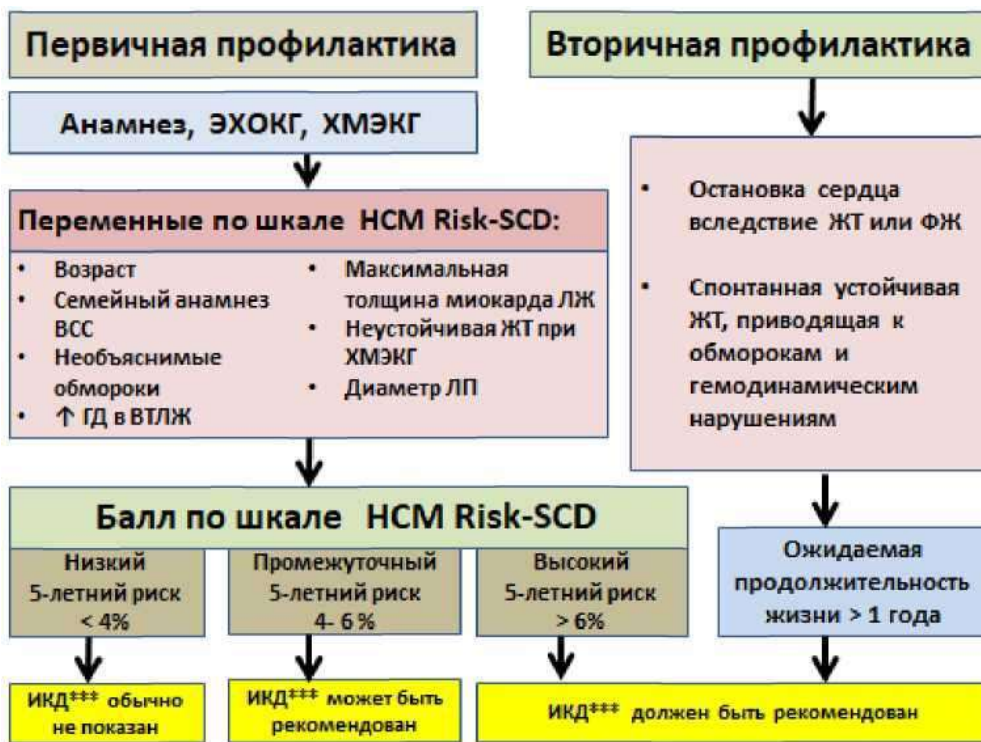 Первичная профилактика
Анамнез, ЭХОКГ, ХМЭКГ
Переменные по шкале HCM Risk-SCD:
• Возраст
• Семейный анамнез
ВСС
• Необъяснимые
обмороки
• ↑ ГД в ВТЛЖ
• Максимальная
толщина миокарда ЛЖ
• Неустойчивая ЖТ при
ХМЭКГ
• Диаметр ЛП
Вторичная профилактика
• Остановка сердца
вследствие ЖТ или ФЖ
• Спонтанная устойчивая
ЖТ, приводящая к
обморокам и
гемодинамическим
нарушениям
Балл по шкале HCM Risk-SCD
Низкий
5-летний риск
< 4%
Промежуточный
5-летний риск
4- 6 %
Высокий
5-летний риск
> 6%
Ожидаемая
продолжительность
жизни > 1 года
ИКД*** обычно
не показан
ИКД*** может быть
рекомендован
ИКД*** должен быть рекомендован